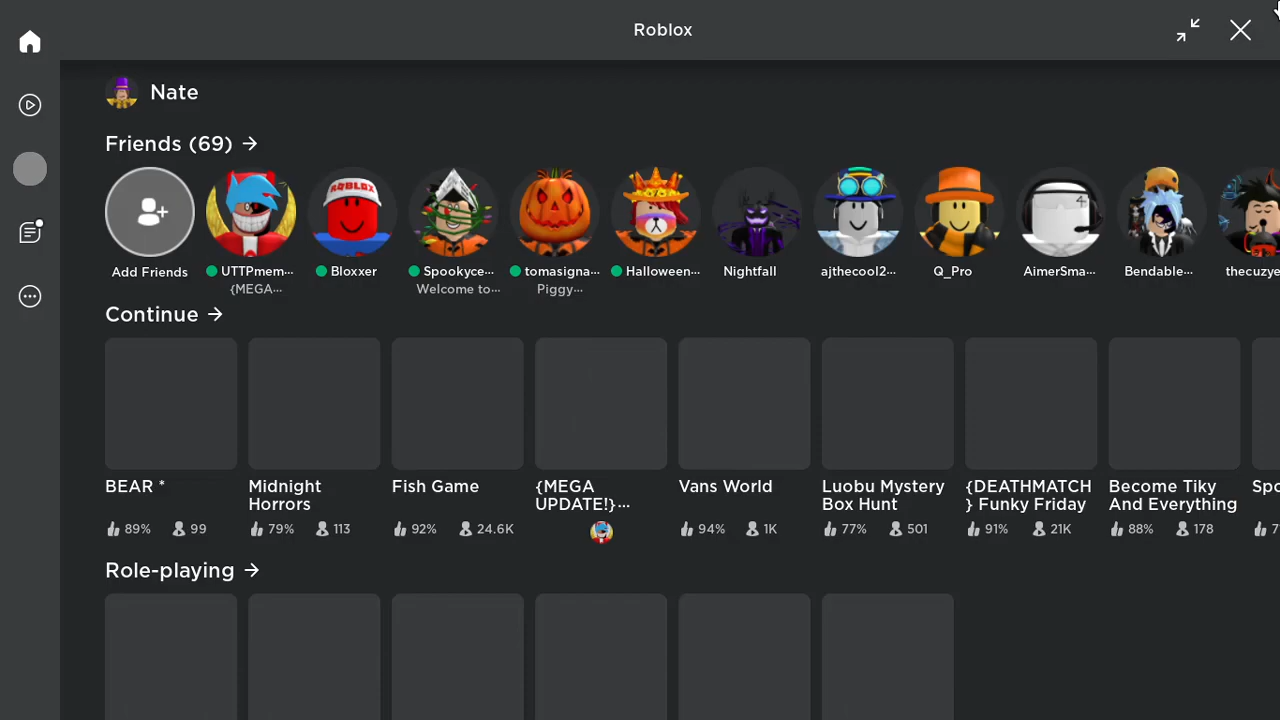 Roblox
Nate
Friends (69)
Add Friends
UTTPmem...
Bloxxer
Spookyce...
tomasigna...
Halloween...
Nightfall
ajthecool2...
Q_Pro
AimerSma...
Bendable...
thecuzye
{MEGA...
Welcome to...
Piggy...
Continue
BEAR *
Midnight
Horrors
Fish Game
{MEGA
UPDATE!}...
Vans World
Luobu Mystery
Box Hunt
{DEATHMATCH
} Funky Friday
Become Tiky
And Everything
Spo
89% 99
79% 113
92% 24.6K
94% 1K
77% 501
91% 21K
88% 178
7
Role-playing